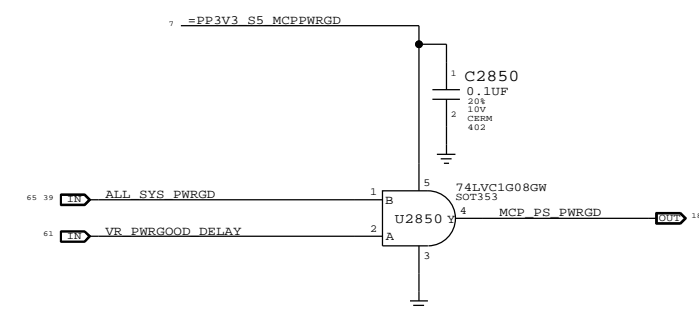 7 =PP3V3_S5_MCPPWRGD
1 C2850
0.1UF
20%
10V
2 CERM
402
5 74LVC1G08GW
SOT353
65 39 IN ALL_SYS_PWRGD 1 B
U2850 Y 4 MCP_PS_PWRGD OUT
61 IN VR_PWRGOOD_DELAY 2 A
3